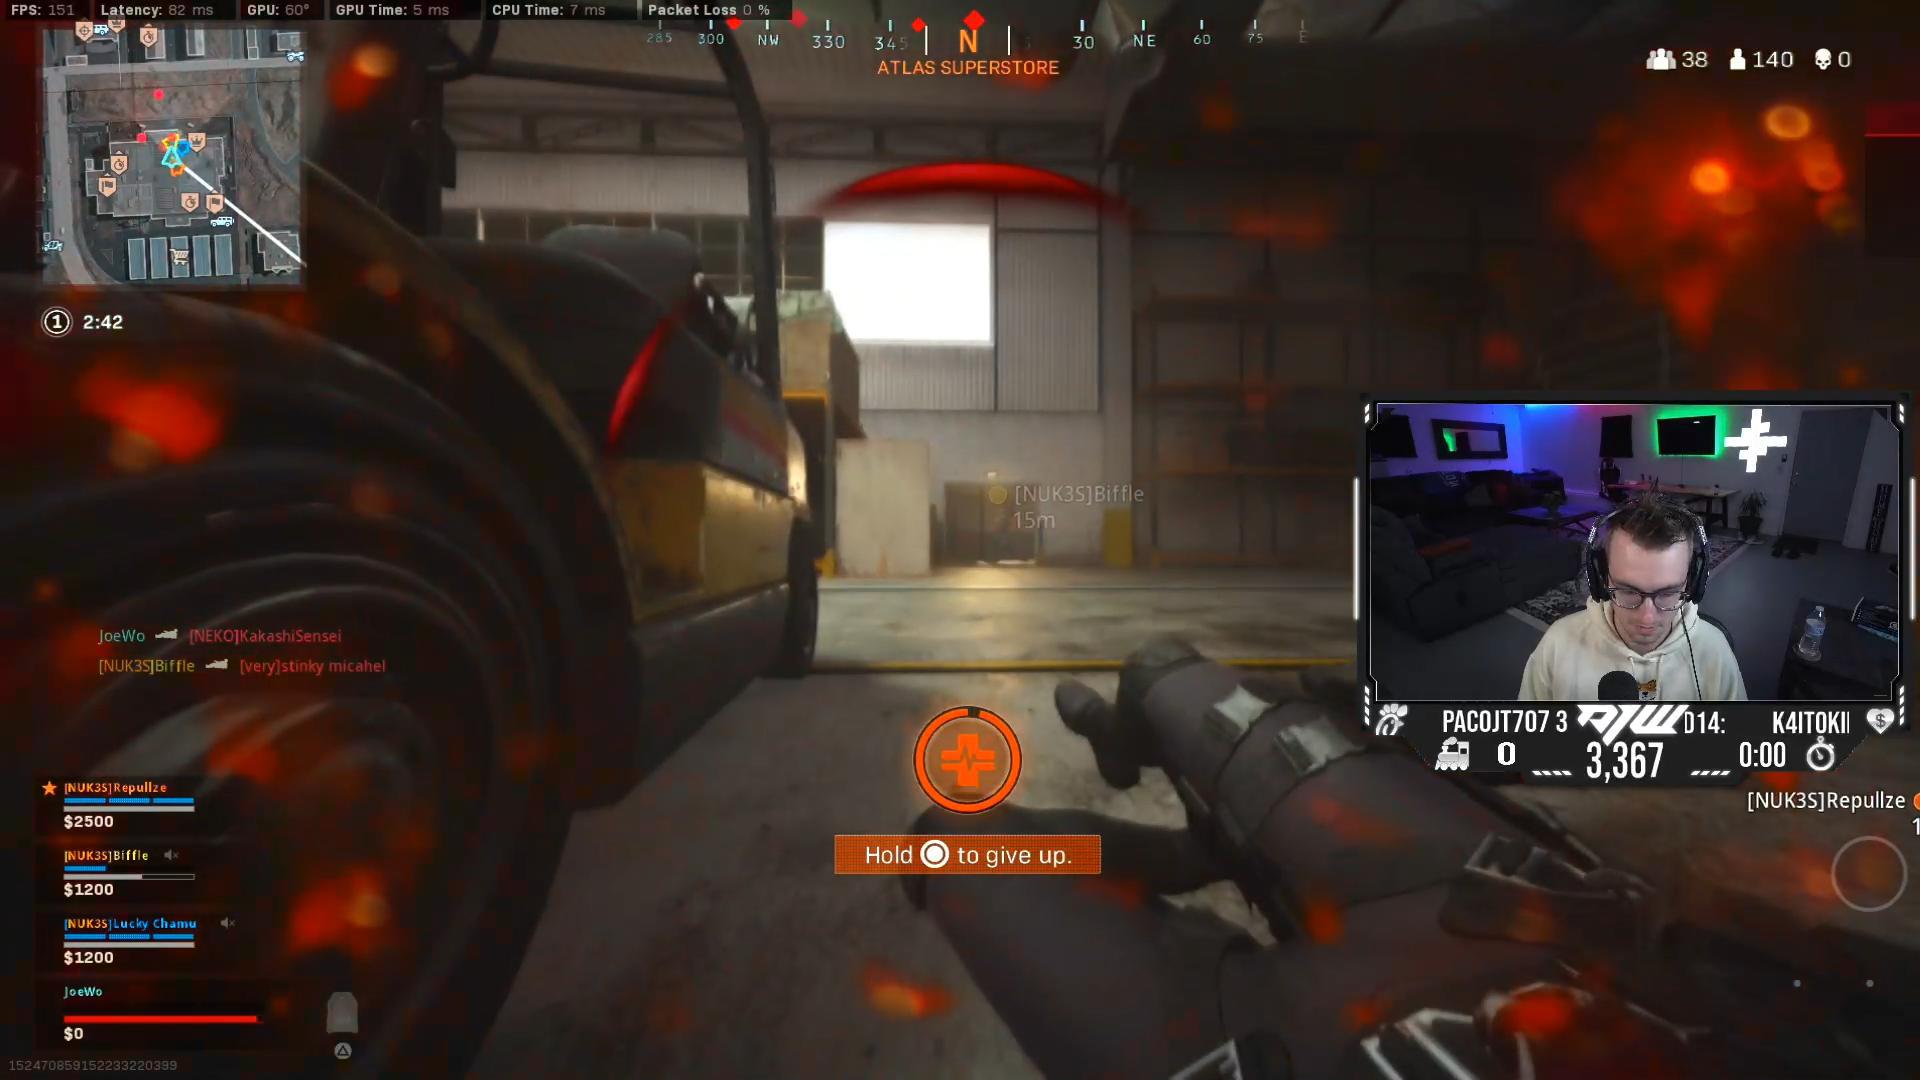 FPS: 151 Latency: 82 ms GPU: 60° GPU Time: 5 ms CPU Time: 7 ms Packet Loss 0 %
285 300 NW 330 345 N 30 NE 60 75 E
ATLAS SUPERSTORE
38 140 0
1 2:42
[NUK3S]Biffle
15m
JoeWo [NEKO]KakashiSensei
[NUK3S]Biffle [very]stinky micahel
PACOJT707 3 D14: K4ITOKII
0 3,367 0:00
[NUK3S]Repullze
1
[NUK3S]Repullze
$2500
[NUK3S]Biffle
$1200
[NUK3S]Lucky Chamu
$1200
JoeWo
$0
Hold to give up.
152470859152233220399